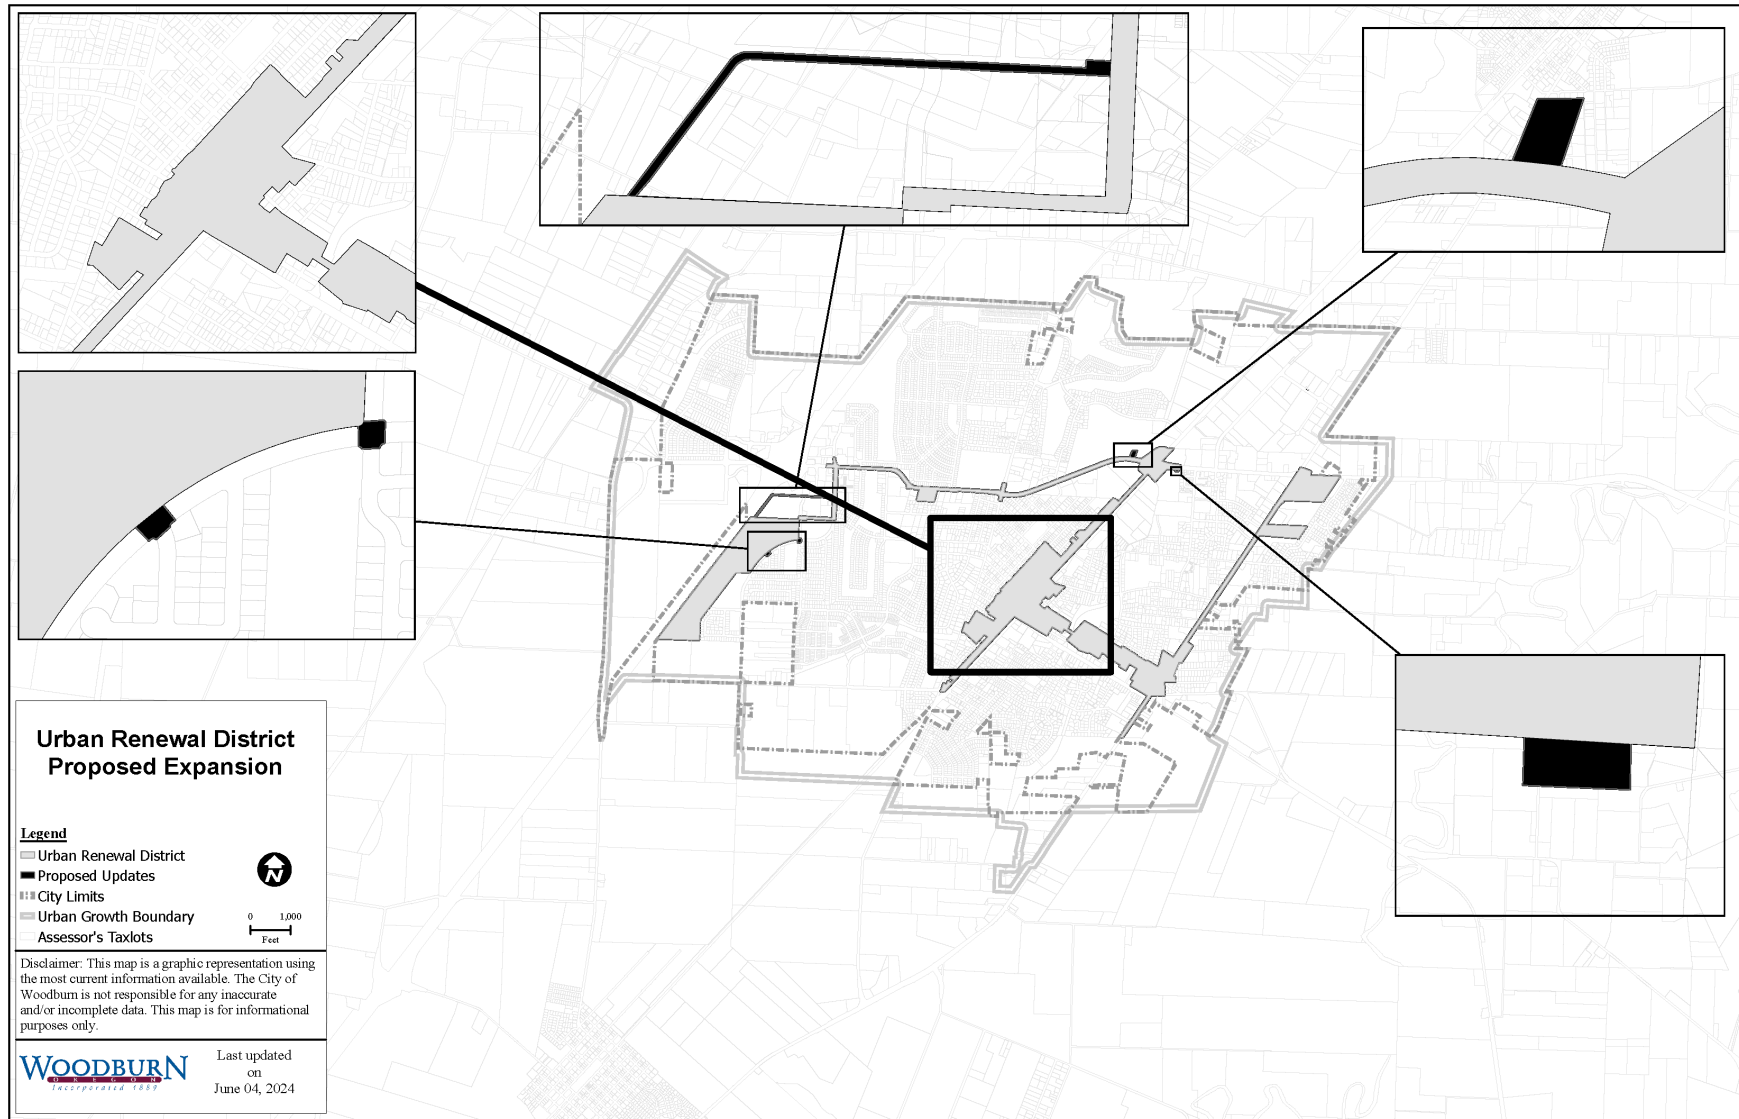 Urban Renewal District
Proposed Expansion
Legend
Urban Renewal District
Proposed Updates
City Limits
Urban Growth Boundary
Assessor's Taxlots
N
0 1,000
Feet
Disclaimer: This map is a graphic representation using
the most current information available. The City of
Woodburn is not responsible for any inaccurate
and/or incomplete data. This map is for informational
purposes only.
WOODBURN
OREGON
Incorporated 1889
Last updated
on
June 04, 2024